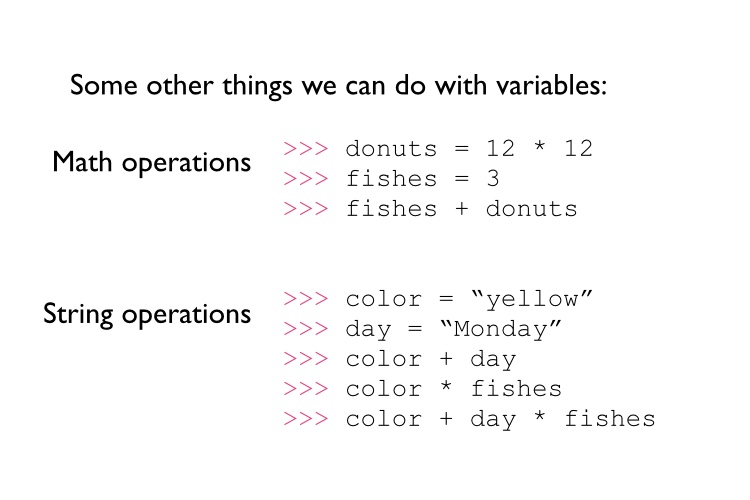 Some other things we can do with variables:
Math operations
>>> donuts = 12 * 12
>>> fishes = 3
>>> fishes + donuts
String operations
>>> color = “yellow”
>>> day = “Monday”
>>> color + day
>>> color * fishes
>>> color + day * fishes